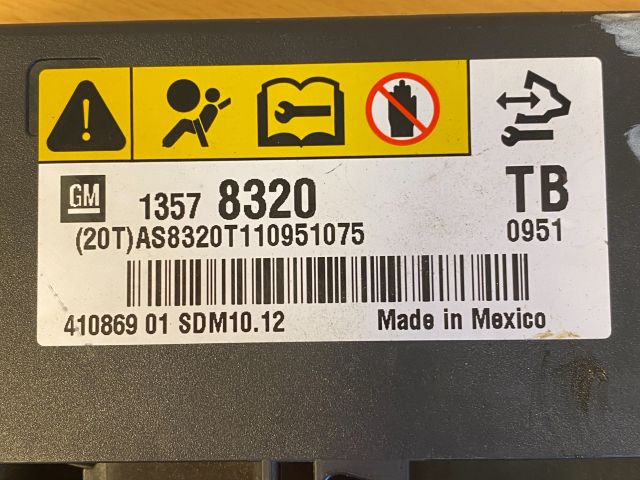 GM
1357 8320 TB
(20T)AS8320T110951075 0951
410869 01 SDM10.12 Made in Mexico